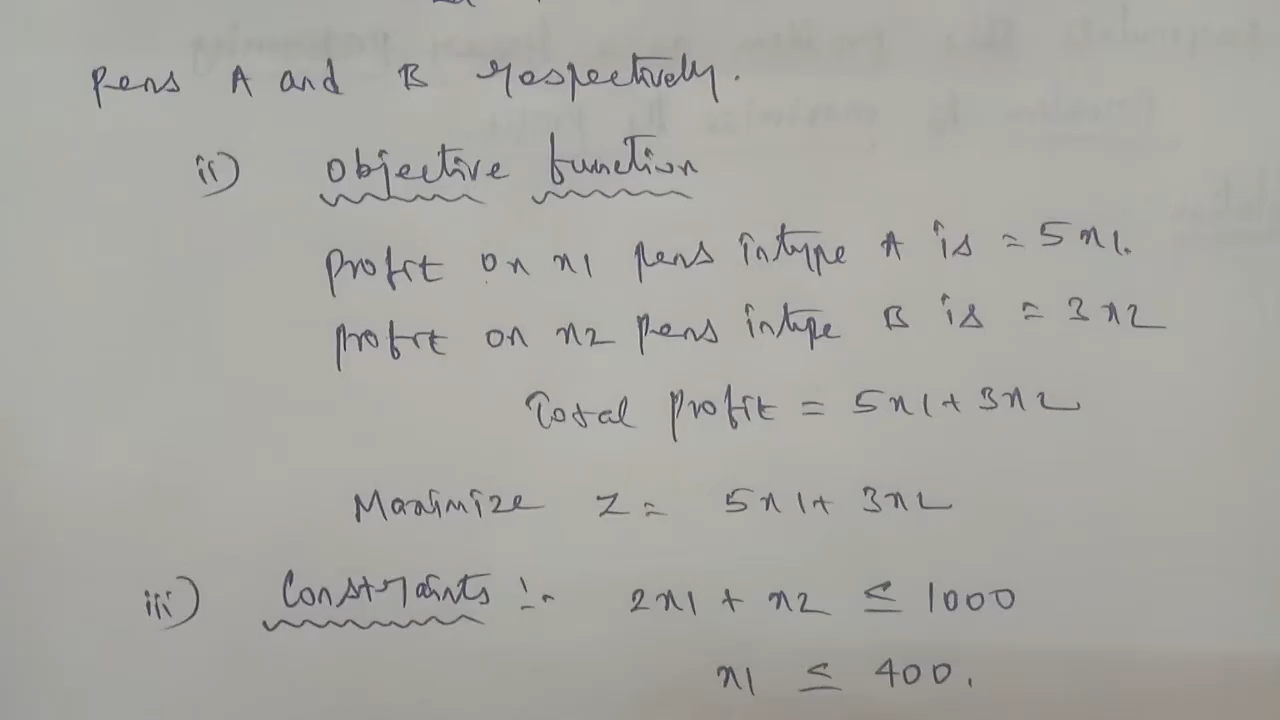 Pens A and B respectively.
ii) Objective function
Profit on x1 pens in type A is = 5x1.
Profit on x2 pens in type B is = 3x2
Total profit = 5x1 + 3x2
Maximize Z = 5x1 + 3x2
iii) Constraints :- 2x1 + x2 ≤ 1000
x1 ≤ 400.